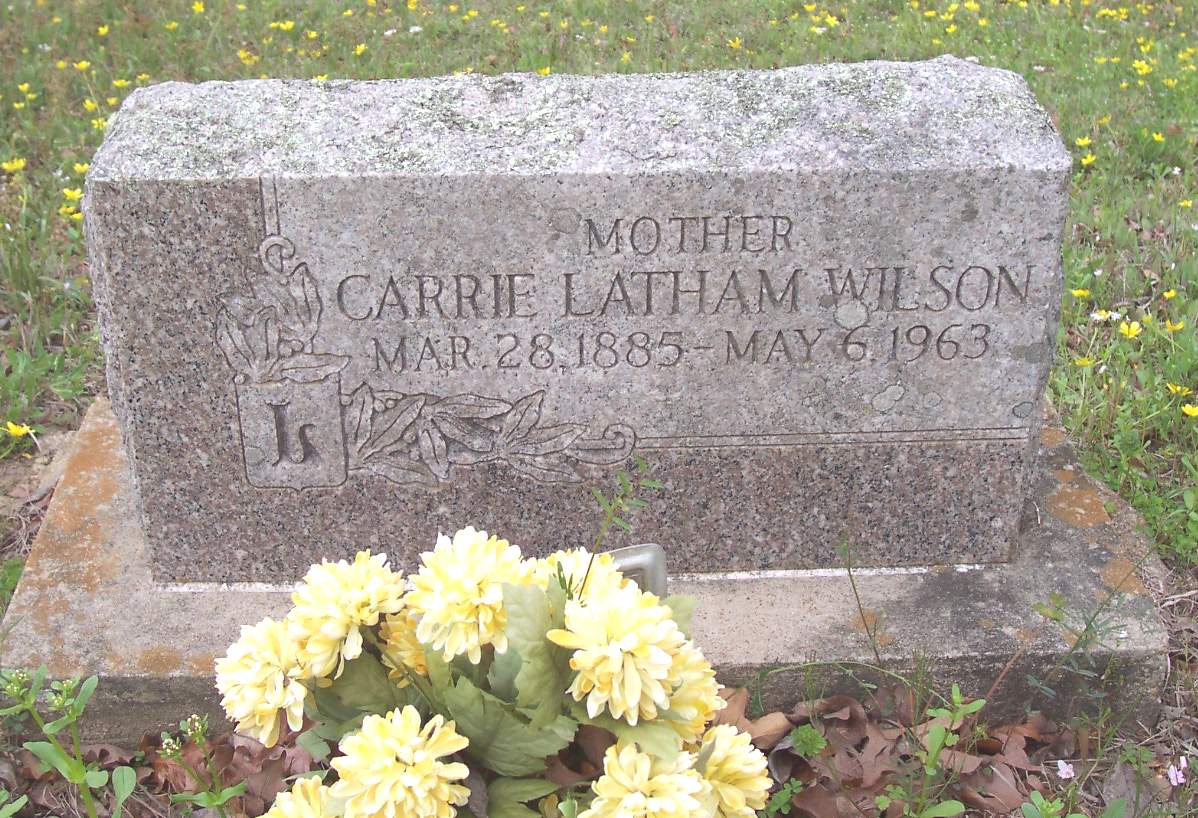 MOTHER
CARRIE LATHAM WILSON
MAR. 28, 1885 - MAY 6 1963
L